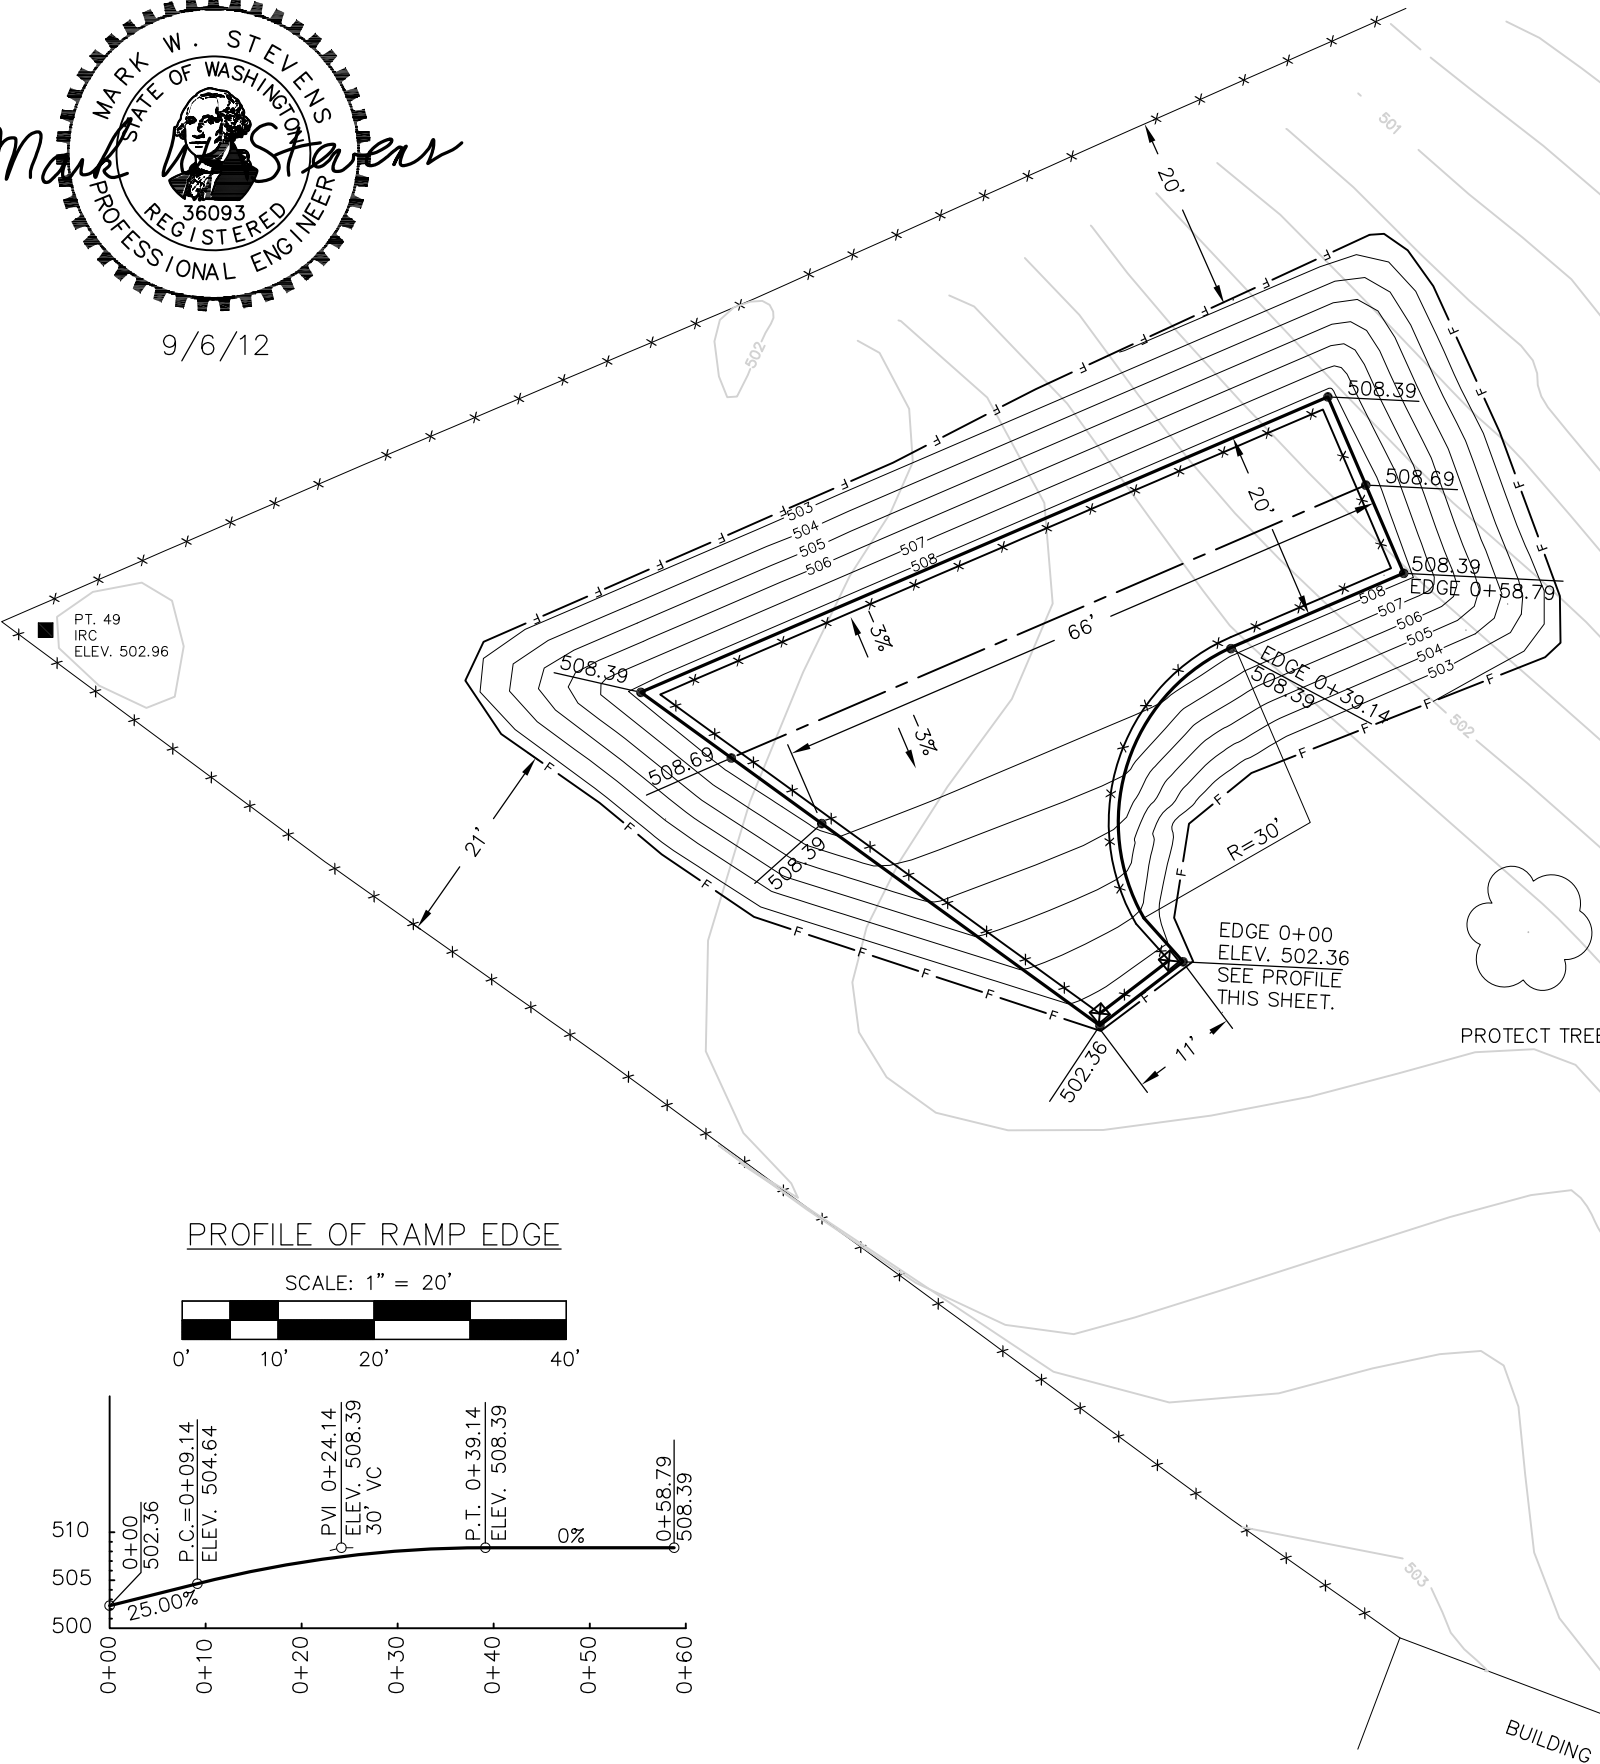 MARK W. STEVENS
STATE OF WASHINGTON
Mark W. Stevens
36093
REGISTERED
PROFESSIONAL ENGINEER
9/6/12
501
20'
502
508.39
508.69
20'
503
504
505
506
507
508
508.39
EDGE 0+58.79
508
507
506
505
504
503
66'
-3%
-3%
PT. 49
IRC
ELEV. 502.96
508.39
EDGE 0+39.14
508.39
502
508.69
21'
508.39
R=30'
EDGE 0+00
ELEV. 502.36
SEE PROFILE
THIS SHEET.
11'
502.36
PROTECT TREE
PROFILE OF RAMP EDGE
SCALE: 1" = 20'
0' 10' 20' 40'
0+00
502.36
P.C.=0+09.14
ELEV. 504.64
PVI 0+24.14
ELEV. 508.39
30' VC
P.T. 0+39.14
ELEV. 508.39
0+58.79
508.39
510
505
500
25.00%
0%
0+00
0+10
0+20
0+30
0+40
0+50
0+60
503
BUILDING